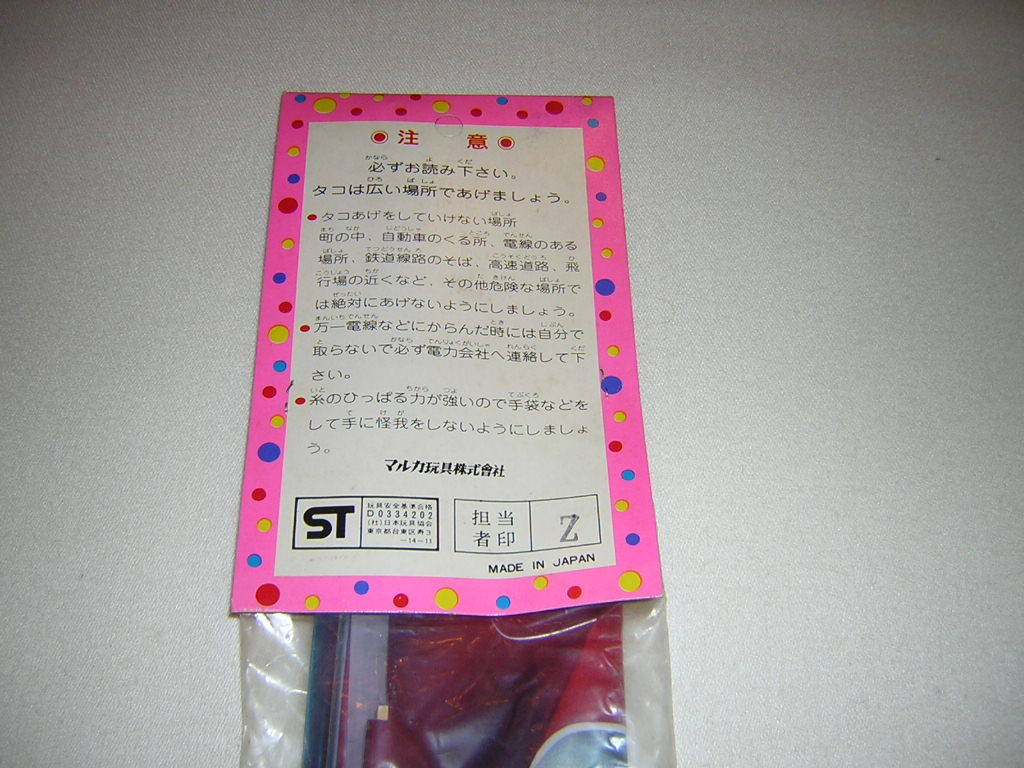 注 意
必ずお読み下さい。
タコは広い場所であげましょう。
タコあげをしていけない場所
町の中、自動車のくる所、電線のある
場所、鉄道線路のそば、高速道路、飛
行場の近くなど、その他危険な場所で
は絶対にあげないようにしましょう。
万一電線などにからんだ時には自分で
取らないで必ず電力会社へ連絡して下
さい。
糸のひっぱる力が強いので手袋などを
して手に怪我をしないようにしましょ
う。
マルカ玩具株式會社
ST
玩具安全基準合格
D0334202
(社)日本玩具協会
東京都台東区寿3
-14-11
担当
者印
Z
MADE IN JAPAN